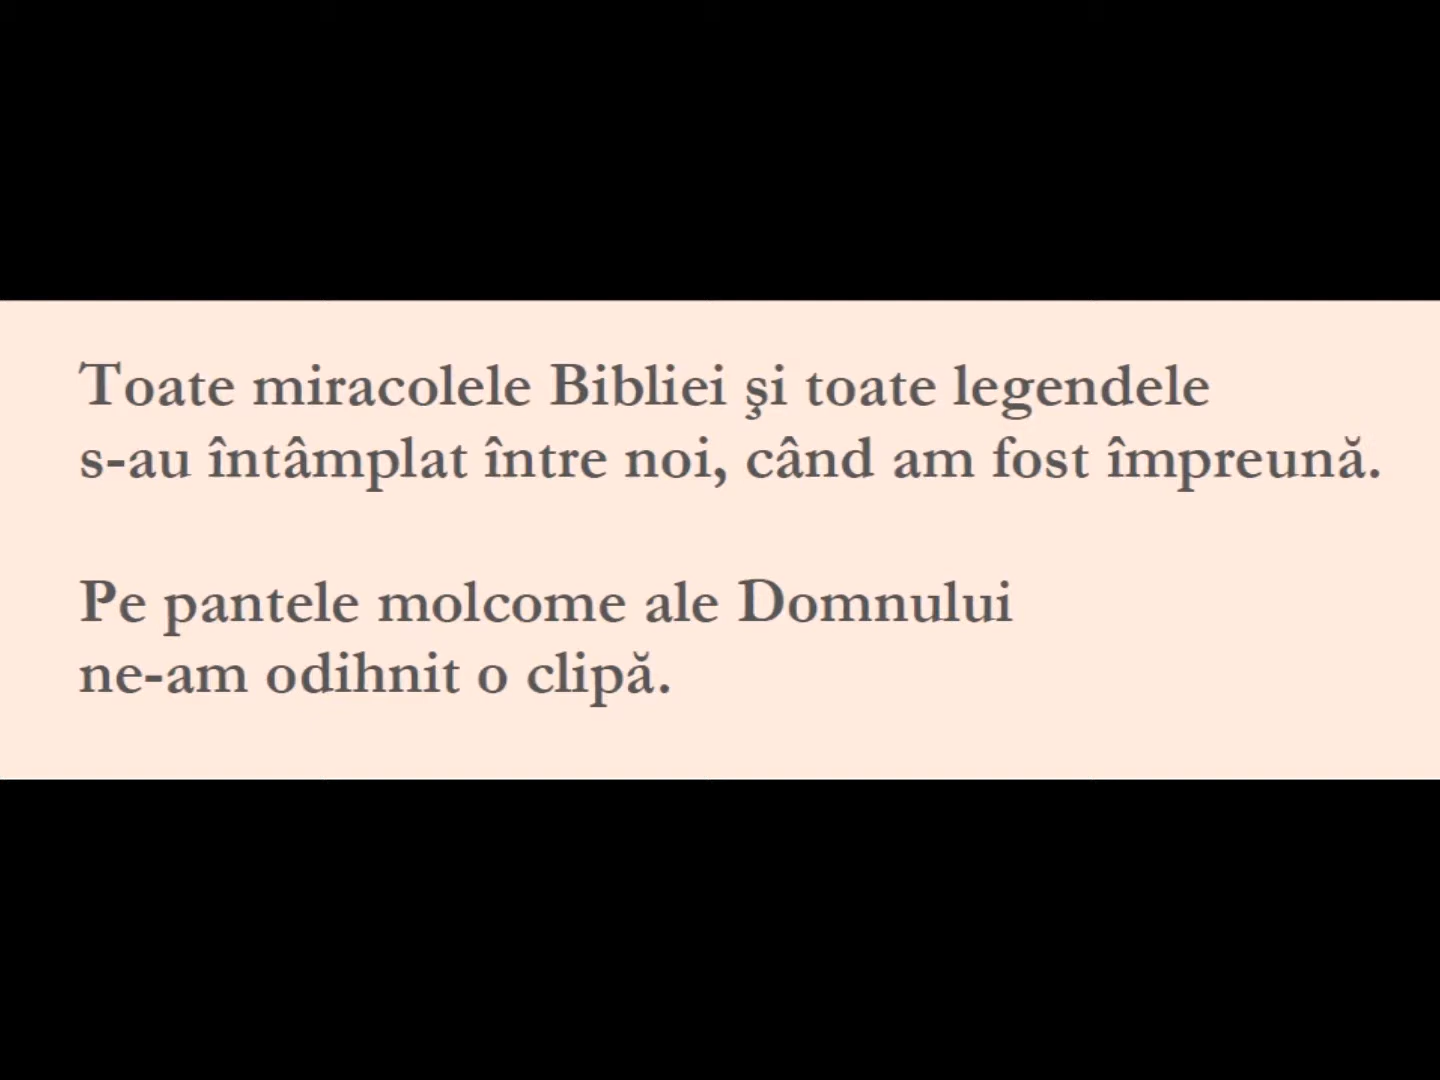 Toate miracolele Bibliei şi toate legendele
s-au întâmplat între noi, când am fost împreună.
Pe pantele molcome ale Domnului
ne-am odihnit o clipă.